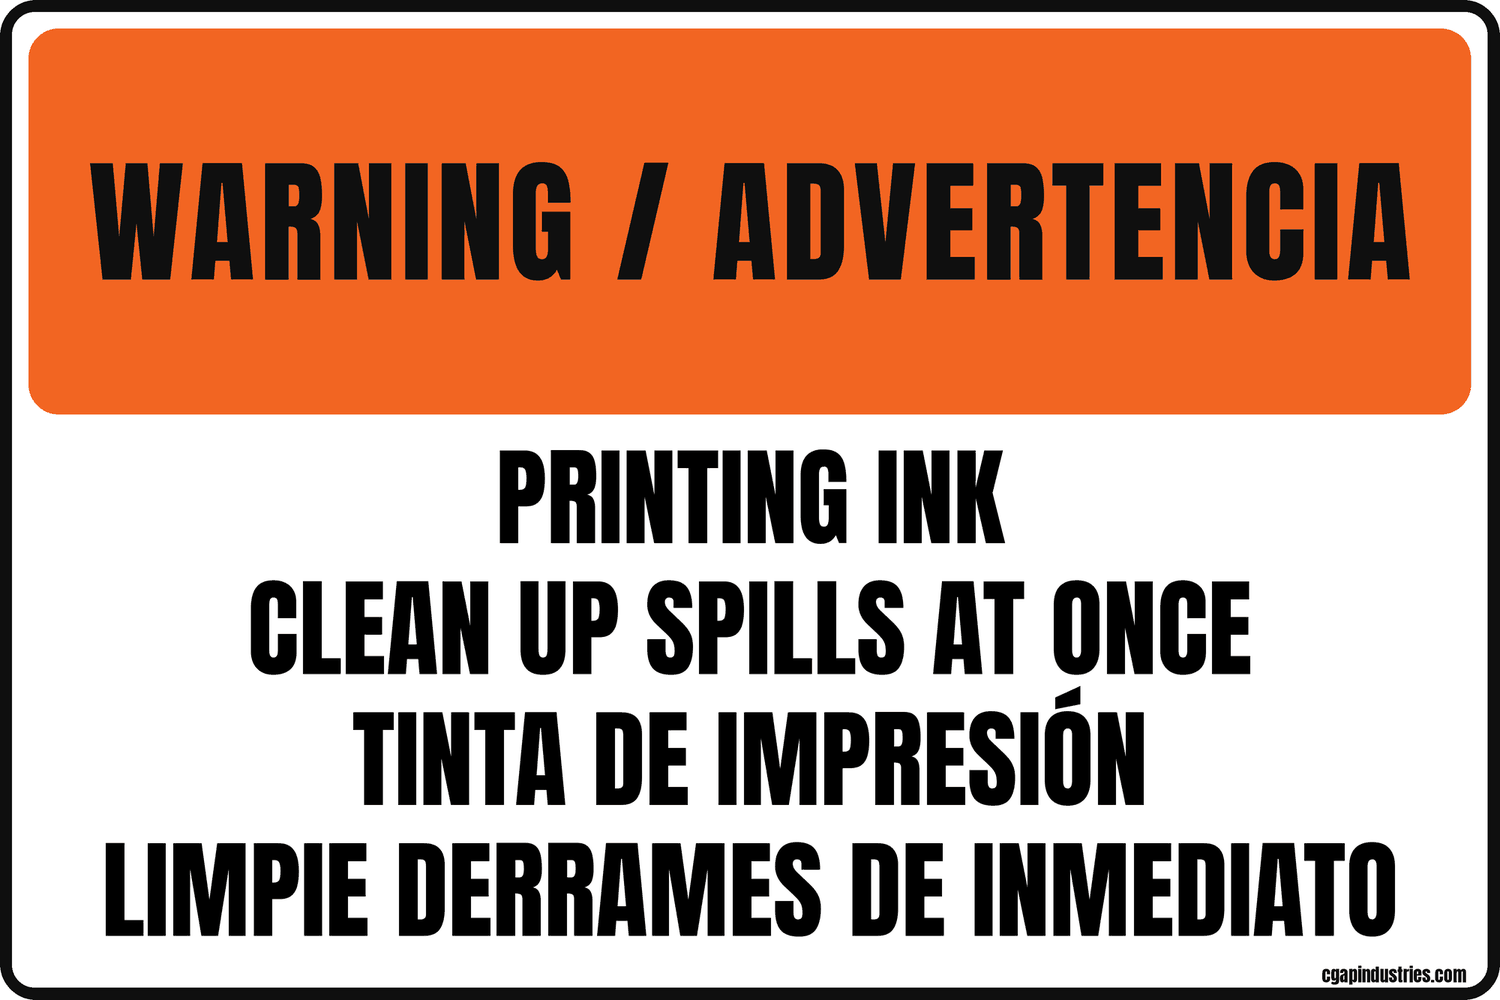 WARNING / ADVERTENCIA
PRINTING INK
CLEAN UP SPILLS AT ONCE
TINTA DE IMPRESIÓN
LIMPIE DERRAMES DE INMEDIATO
cgapindustries.com